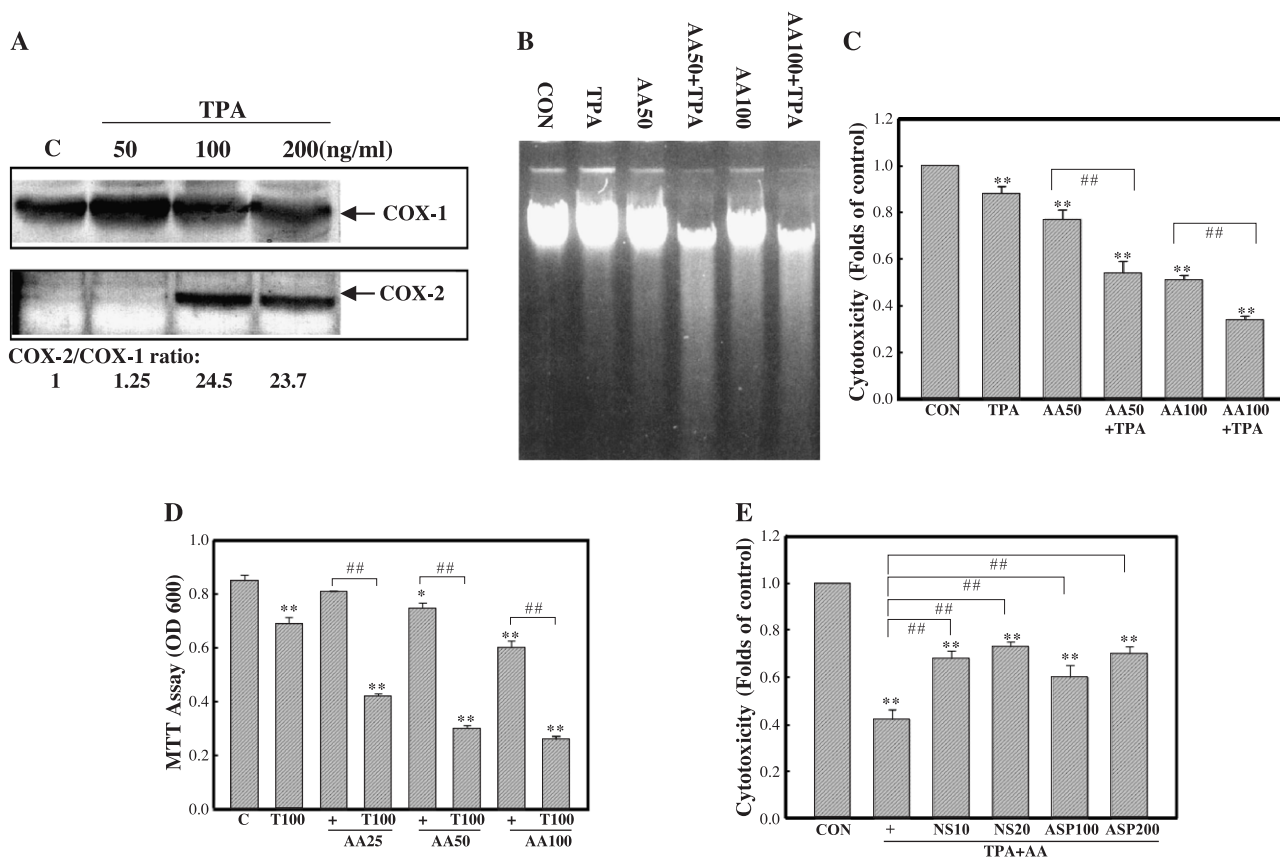 A
TPA
C 50 100 200(ng/ml)
COX-1
COX-2
COX-2/COX-1 ratio:
1 1.25 24.5 23.7
B
CON
TPA
AA50
AA50+TPA
AA100
AA100+TPA
C
Cytotoxicity (Folds of control)
1.2
1.0
0.8
0.6
0.4
0.2
0.0
**
**
##
**
**
##
**
CON TPA AA50 AA50 +TPA AA100 AA100 +TPA
D
MTT Assay (OD 600)
1.0
0.8
0.6
0.4
0.2
0.0
**
##
**
*
##
**
**
##
**
C T100 + T100 + T100 + T100
AA25 AA50 AA100
E
Cytotoxicity (Folds of control)
1.2
1.0
0.8
0.6
0.4
0.2
0.0
##
##
##
##
**
**
**
**
**
CON + NS10 NS20 ASP100 ASP200
TPA+AA